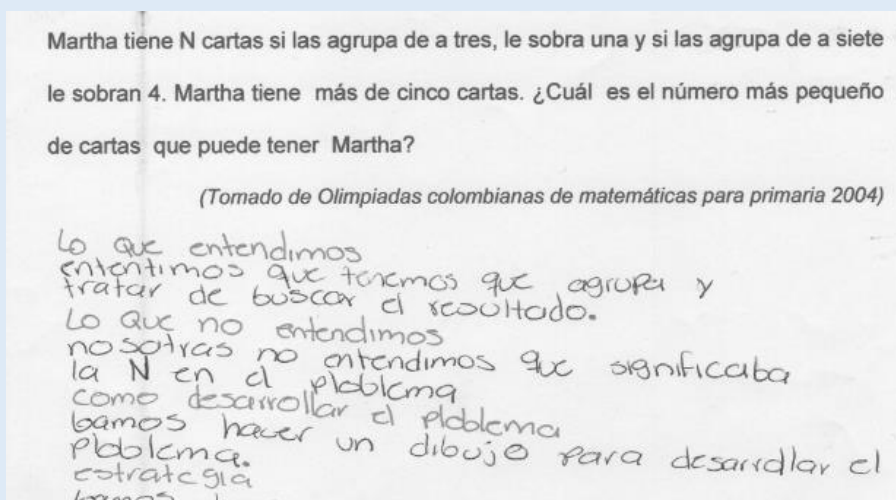 Martha tiene N cartas si las agrupa de a tres, le sobra una y si las agrupa de a siete
le sobran 4. Martha tiene más de cinco cartas. ¿Cuál es el número más pequeño
de cartas que puede tener Martha?
(Tomado de Olimpiadas colombianas de matemáticas para primaria 2004)
Lo que entendimos
ententimos que tenemos que agrupar y
tratar de buscar el resoltado.
Lo que no entendimos
nosotras no entendimos que significaba
la N en el ploblema
como desarrollar el ploblema
bamos hacer un dibujo para desarrollar el
ploblema.
estrategia
bamos